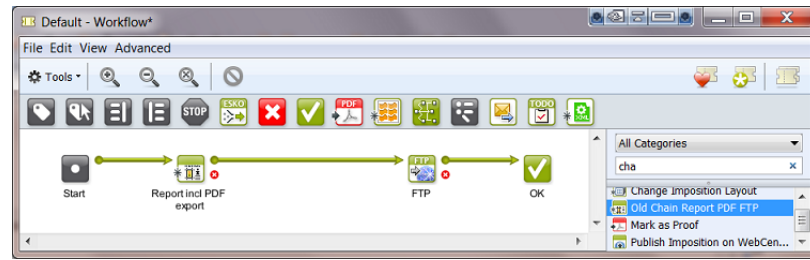 Default - Workflow*
File Edit View Advanced
Tools
STOP
ESKO
PDF
TODO
XML
All Categories
cha
FTP
Start
Report incl PDF
export
FTP
OK
Change Imposition Layout
Old Chain Report PDF FTP
Mark as Proof
Publish Imposition on WebCen...